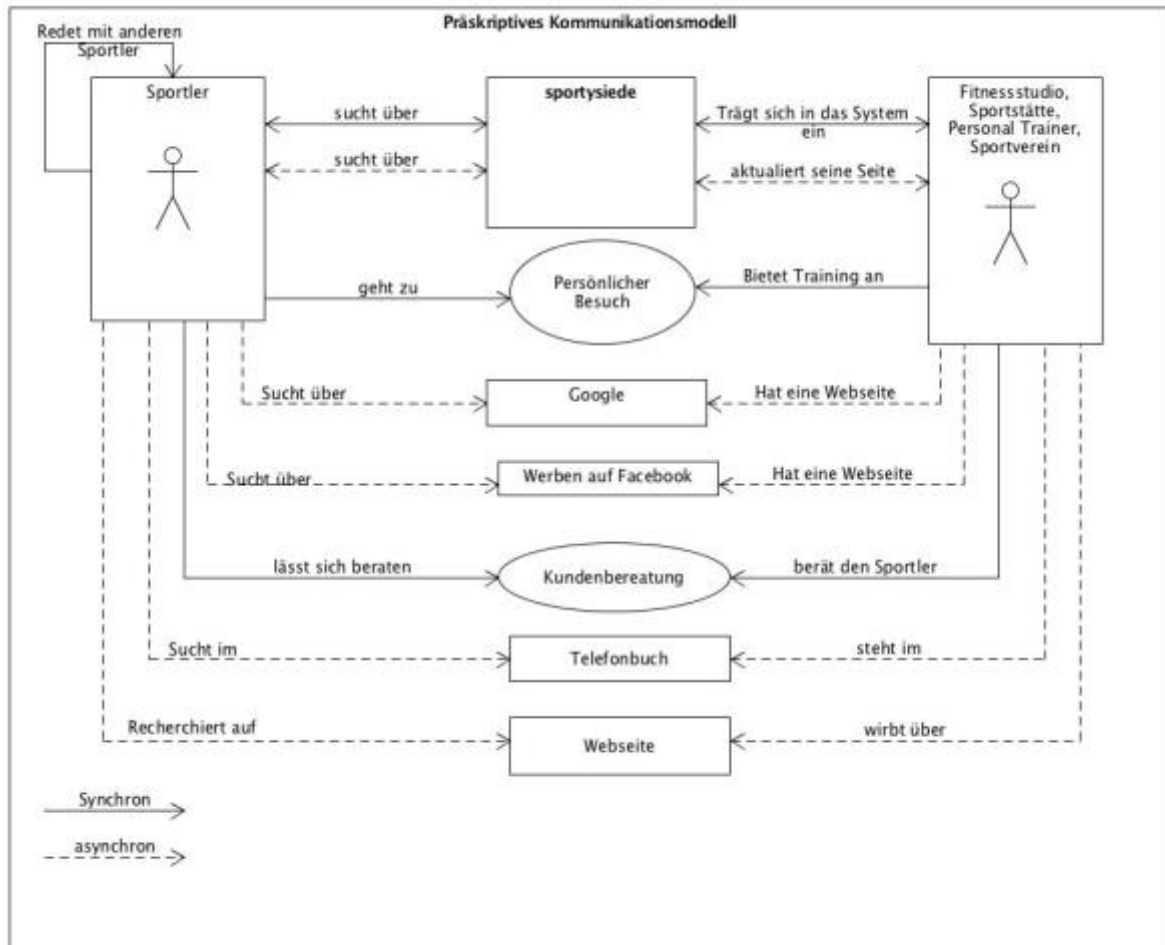 Präskriptives Kommunikationsmodell
Redet mit anderen
Sportler
Sportler
sportysiede
Fitnessstudio,
Sportstätte,
Personal Trainer,
Sportverein
sucht über
Trägt sich in das System
ein
sucht über
aktualiert seine Seite
geht zu
Persönlicher
Besuch
Bietet Training an
Sucht über
Google
Hat eine Webseite
Sucht über
Werben auf Facebook
Hat eine Webseite
lässt sich beraten
Kundenbereatung
berät den Sportler
Sucht im
Telefonbuch
steht im
Recherchiert auf
Webseite
wirbt über
Synchron
asynchron